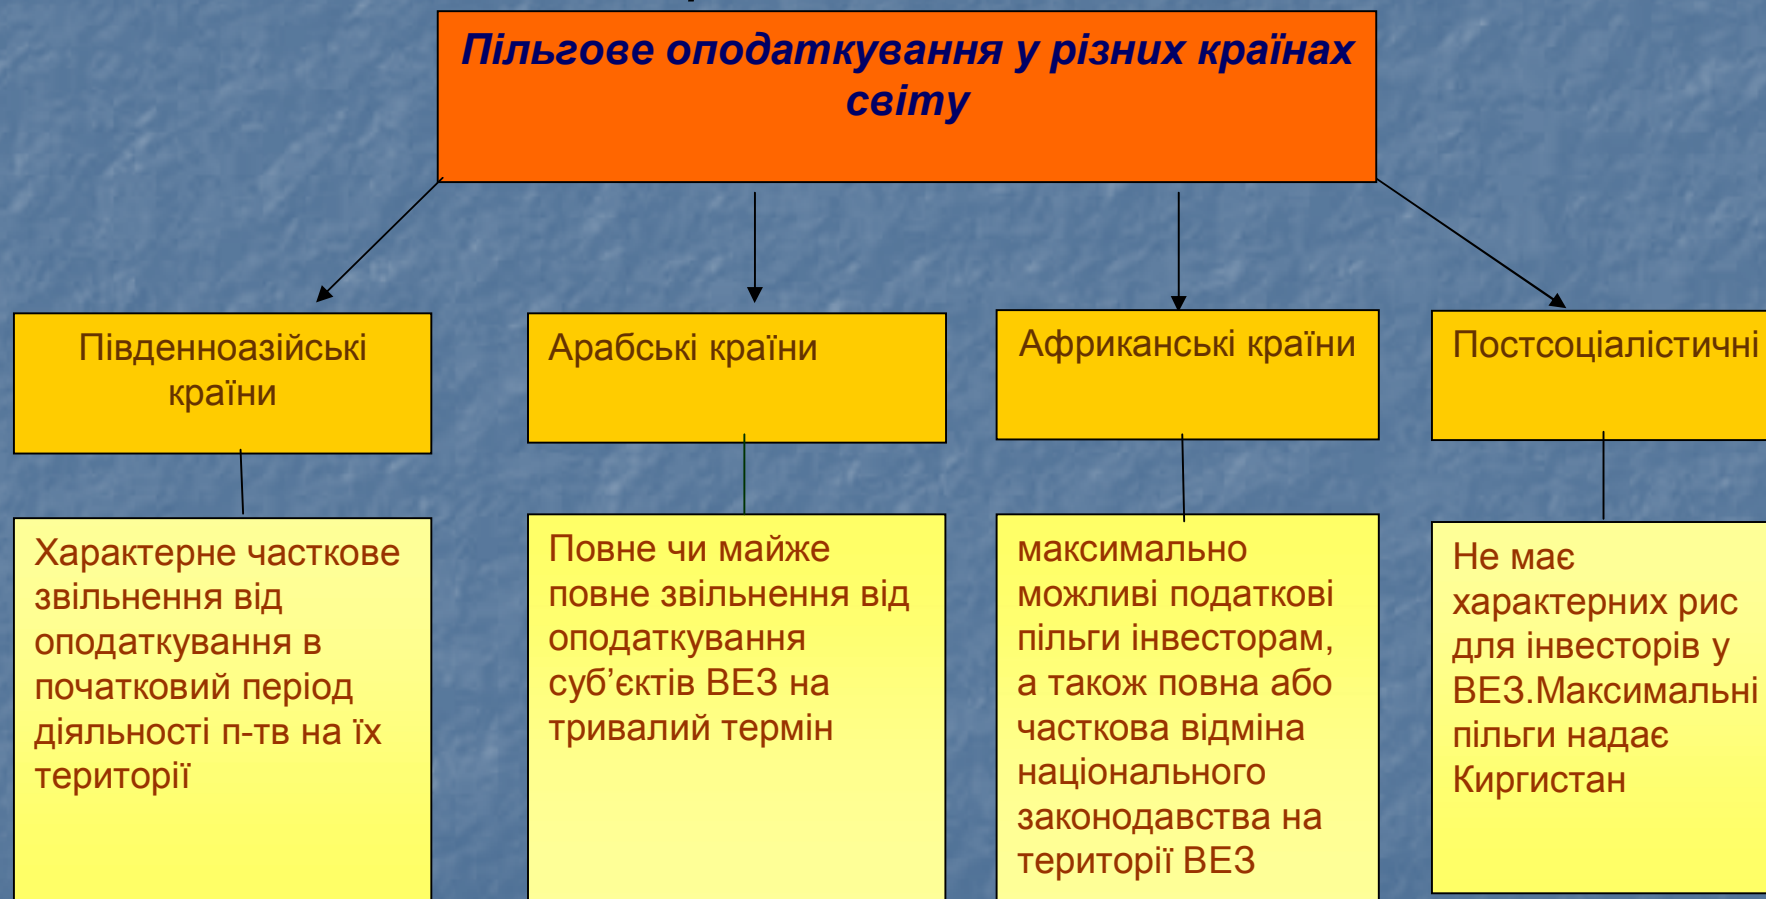 Пільгове оподаткування у різних країнах
світу
Південноазійські
країни
Арабські країни
Африканські країни
Постсоціалістичні
Характерне часткове
звільнення від
оподаткування в
початковий період
діяльності п-тв на їх
території
Повне чи майже
повне звільнення від
оподаткування
суб’єктів ВЕЗ на
тривалий термін
максимально
можливі податкові
пільги інвесторам,
а також повна або
часткова відміна
національного
законодавства на
території ВЕЗ
Не має
характерних рис
для інвесторів у
ВЕЗ.Максимальні
пільги надає
Киргистан